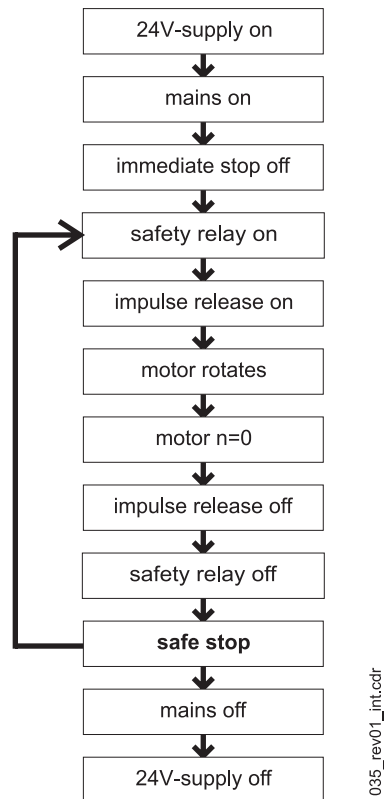 24V-supply on
mains on
immediate stop off
safety relay on
impulse release on
motor rotates
motor n=0
impulse release off
safety relay off
safe stop
mains off
24V-supply off
035_rev01_int.cdr